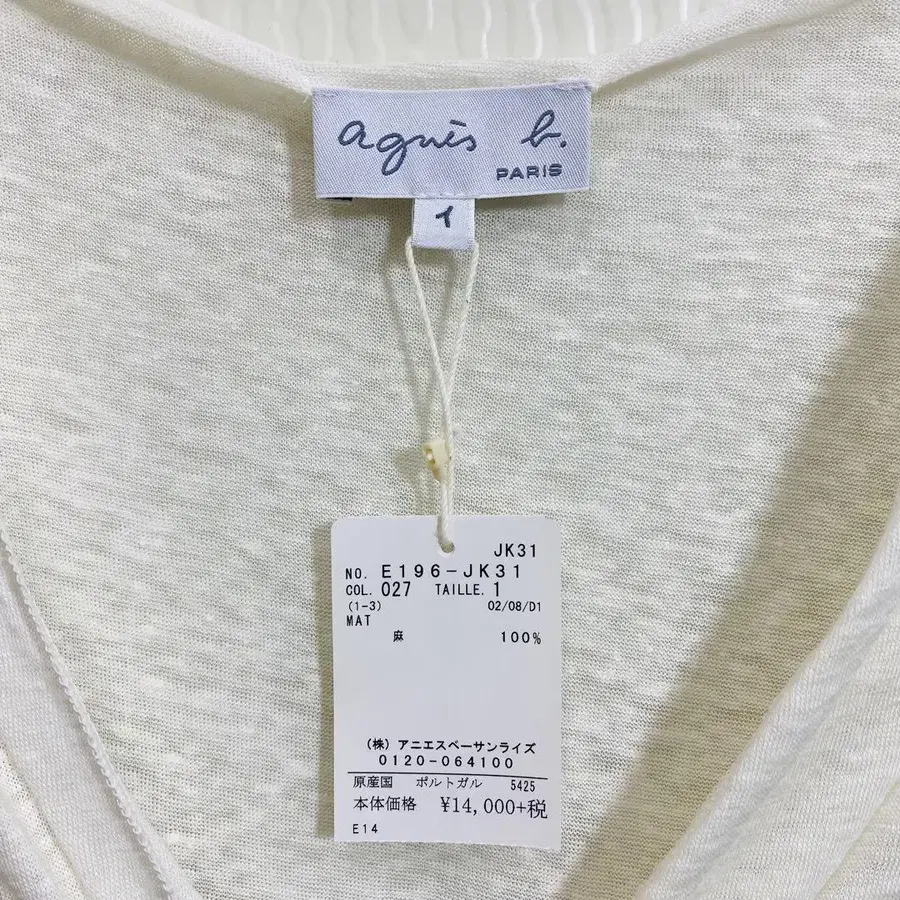 agnès b.
PARIS
1
JK31
NO. E196-JK31
COL. 027 TAILLE. 1
(1-3) 02/08/D1
MAT
麻 100%
(株) アニエスベーサンライズ
0120-064100
原産国 ポルトガル 5425
本体価格 ¥14,000+税
E14